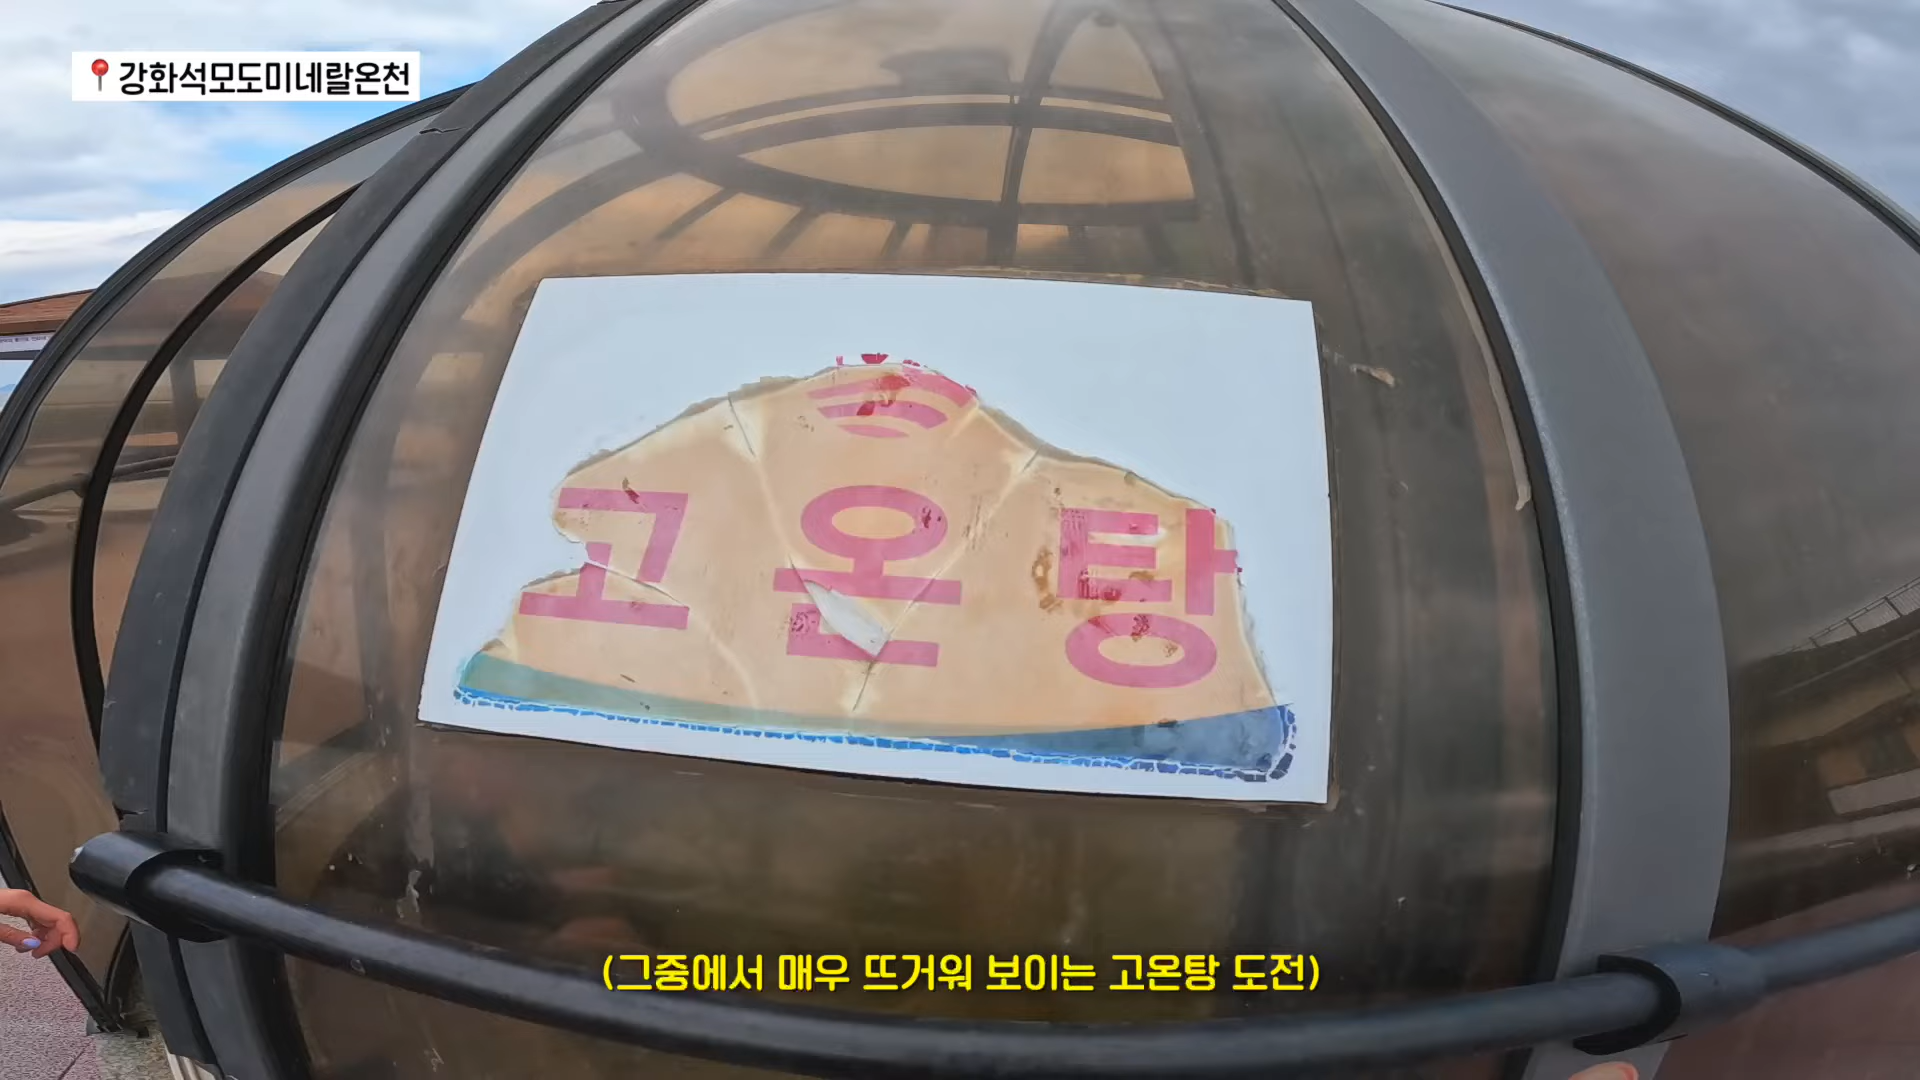 강화석모도미네랄온천
고온탕
(그중에서 매우 뜨거워 보이는 고온탕 도전)